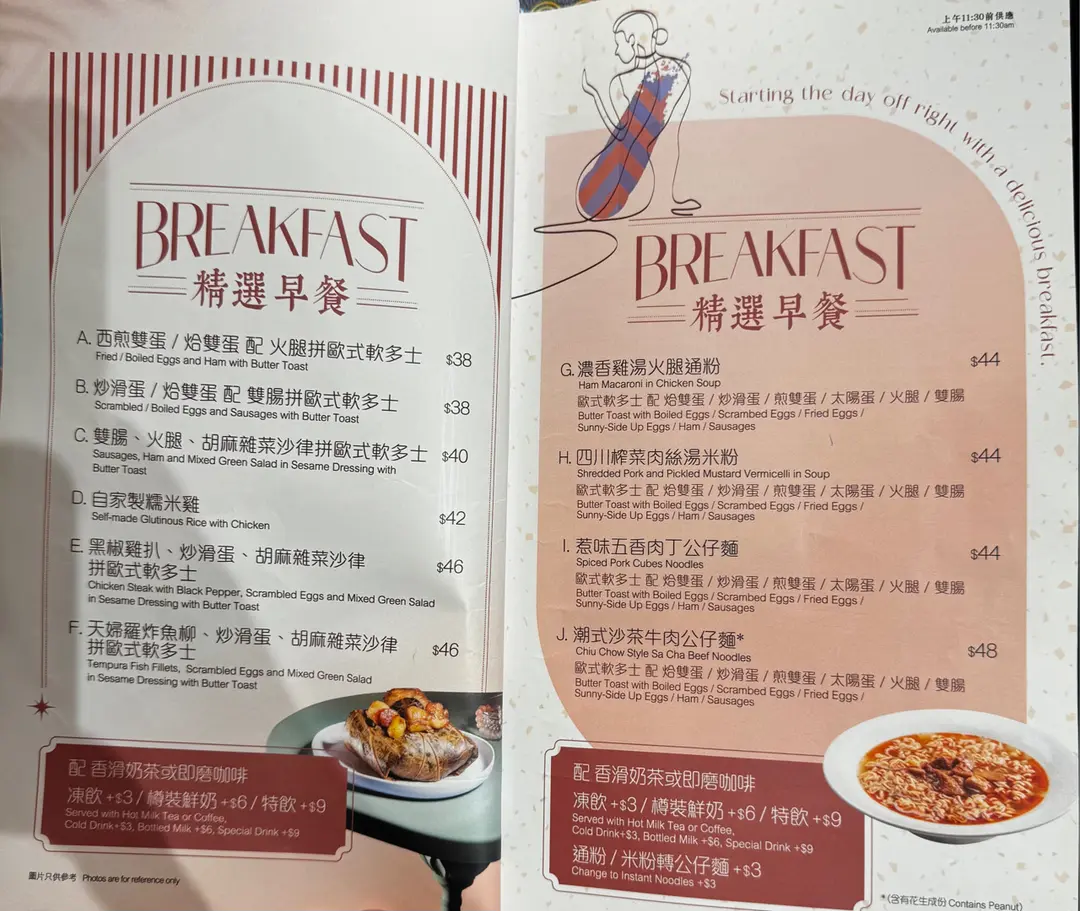 BREAKFAST
精選早餐
A. 西煎雙蛋 / 烚雙蛋 配 火腿拼歐式軟多士 $38
Fried / Boiled Eggs and Ham with Butter Toast
B. 炒滑蛋 / 烚雙蛋 配 雙腸拼歐式軟多士 $38
Scrambled / Boiled Eggs and Sausages with Butter Toast
C. 雙腸、火腿、胡麻雜菜沙律拼歐式軟多士 $40
Sausages, Ham and Mixed Green Salad in Sesame Dressing with
Butter Toast
D. 自家製糯米雞 $42
Self-made Glutinous Rice with Chicken
E. 黑椒雞扒、炒滑蛋、胡麻雜菜沙律 $46
拼歐式軟多士
Chicken Steak with Black Pepper, Scrambled Eggs and Mixed Green Salad
in Sesame Dressing with Butter Toast
F. 天婦羅炸魚柳、炒滑蛋、胡麻雜菜沙律 $46
拼歐式軟多士
Tempura Fish Fillets, Scrambled Eggs and Mixed Green Salad
in Sesame Dressing with Butter Toast
配 香滑奶茶或即磨咖啡
凍飲 +$3 / 樽裝鮮奶 +$6 / 特飲 +$9
Served with Hot Milk Tea or Coffee,
Cold Drink+$3, Bottled Milk +$6, Special Drink +$9
圖片只供參考 Photos are for reference only
上午11:30前供應
Available before 11:30am
Starting the day off right with a delicious breakfast.
BREAKFAST
精選早餐
G. 濃香雞湯火腿通粉 $44
Ham Macaroni in Chicken Soup
歐式軟多士 配 烚雙蛋 / 炒滑蛋 / 煎雙蛋 / 太陽蛋 / 火腿 / 雙腸
Butter Toast with Boiled Eggs / Scrambed Eggs / Fried Eggs /
Sunny-Side Up Eggs / Ham / Sausages
H. 四川榨菜肉絲湯米粉 $44
Shredded Pork and Pickled Mustard Vermicelli in Soup
歐式軟多士 配 烚雙蛋 / 炒滑蛋 / 煎雙蛋 / 太陽蛋 / 火腿 / 雙腸
Butter Toast with Boiled Eggs / Scrambed Eggs / Fried Eggs /
Sunny-Side Up Eggs / Ham / Sausages
I. 惹味五香肉丁公仔麵 $44
Spiced Pork Cubes Noodles
歐式軟多士 配 烚雙蛋 / 炒滑蛋 / 煎雙蛋 / 太陽蛋 / 火腿 / 雙腸
Butter Toast with Boiled Eggs / Scrambed Eggs / Fried Eggs /
Sunny-Side Up Eggs / Ham / Sausages
J. 潮式沙茶牛肉公仔麵* $48
Chiu Chow Style Sa Cha Beef Noodles
歐式軟多士 配 烚雙蛋 / 炒滑蛋 / 煎雙蛋 / 太陽蛋 / 火腿 / 雙腸
Butter Toast with Boiled Eggs / Scrambed Eggs / Fried Eggs /
Sunny-Side Up Eggs / Ham / Sausages
配 香滑奶茶或即磨咖啡
凍飲 +$3 / 樽裝鮮奶 +$6 / 特飲 +$9
Served with Hot Milk Tea or Coffee,
Cold Drink+$3, Bottled Milk +$6, Special Drink +$9
通粉 / 米粉轉公仔麵 +$3
Change to Instant Noodles +$3
*(含有花生成份 Contains Peanut)